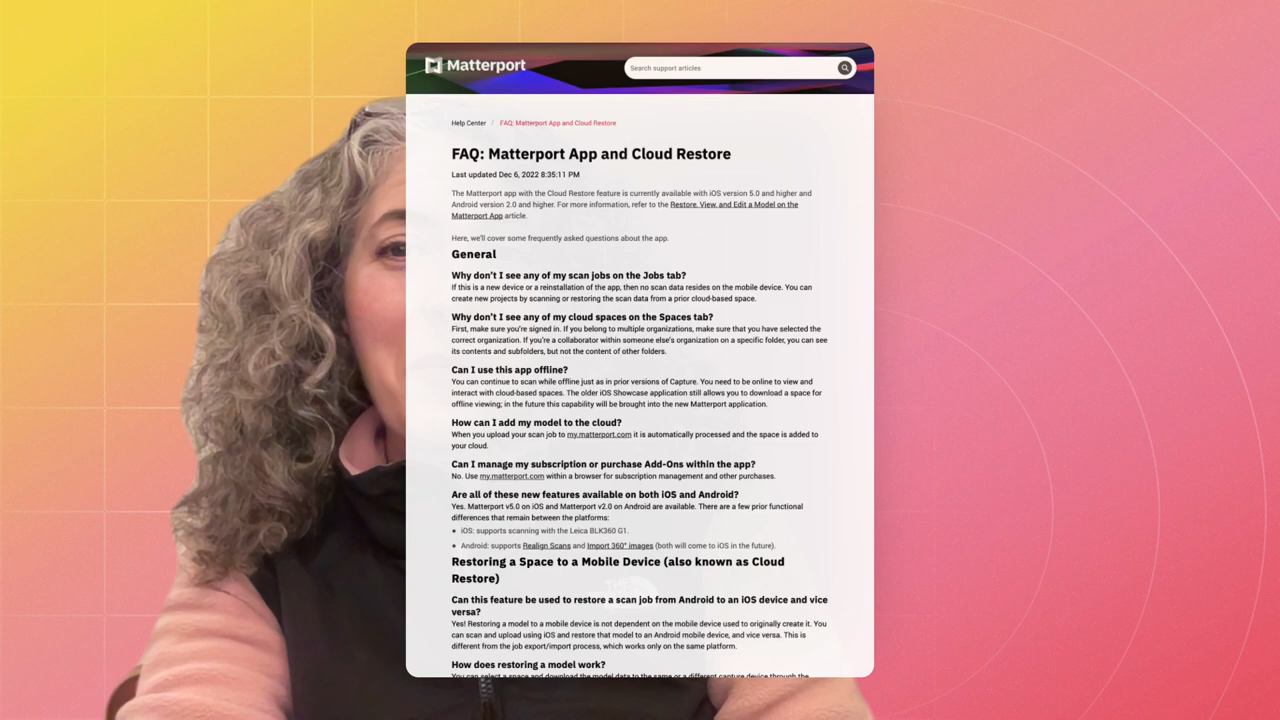 Matterport
Search support articles
Help Center / FAQ: Matterport App and Cloud Restore
FAQ: Matterport App and Cloud Restore
Last updated Dec 6, 2022 8:35:11 PM
The Matterport app with the Cloud Restore feature is currently available with iOS version 5.0 and higher and
Android version 2.0 and higher. For more information, refer to the Restore, View, and Edit a Model on the
Matterport App article.
Here, we'll cover some frequently asked questions about the app.
General
Why don't I see any of my scan jobs on the Jobs tab?
If this is a new device or a reinstallation of the app, then no scan data resides on the mobile device. You can
create new projects by scanning or restoring the scan data from a prior cloud-based space.
Why don't I see any of my cloud spaces on the Spaces tab?
First, make sure you're signed in. If you belong to multiple organizations, make sure that you have selected the
correct organization. If you're a collaborator within someone else's organization on a specific folder, you can see
its contents and subfolders, but not the content of other folders.
Can I use this app offline?
You can continue to scan while offline just as in prior versions of Capture. You need to be online to view and
interact with cloud-based spaces. The older iOS Showcase application still allows you to download a space for
offline viewing; in the future this capability will be brought into the new Matterport application.
How can I add my model to the cloud?
When you upload your scan job to my.matterport.com it is automatically processed and the space is added to
your cloud.
Can I manage my subscription or purchase Add-Ons within the app?
No. Use my.matterport.com within a browser for subscription management and other purchases.
Are all of these new features available on both iOS and Android?
Yes. Matterport v5.0 on iOS and Matterport v2.0 on Android are available. There are a few prior functional
differences that remain between the platforms:
• iOS: supports scanning with the Leica BLK360 G1.
• Android: supports Realign Scans and Import 360° images (both will come to iOS in the future).
Restoring a Space to a Mobile Device (also known as Cloud
Restore)
Can this feature be used to restore a scan job from Android to an iOS device and vice
versa?
Yes! Restoring a model to a mobile device is not dependent on the mobile device used to originally create it. You
can scan and upload using iOS and restore that model to an Android mobile device, and vice versa. This is
different from the job export/import process, which works only on the same platform.
How does restoring a model work?
You can select a space and download the model data to the same or a different capture device through the